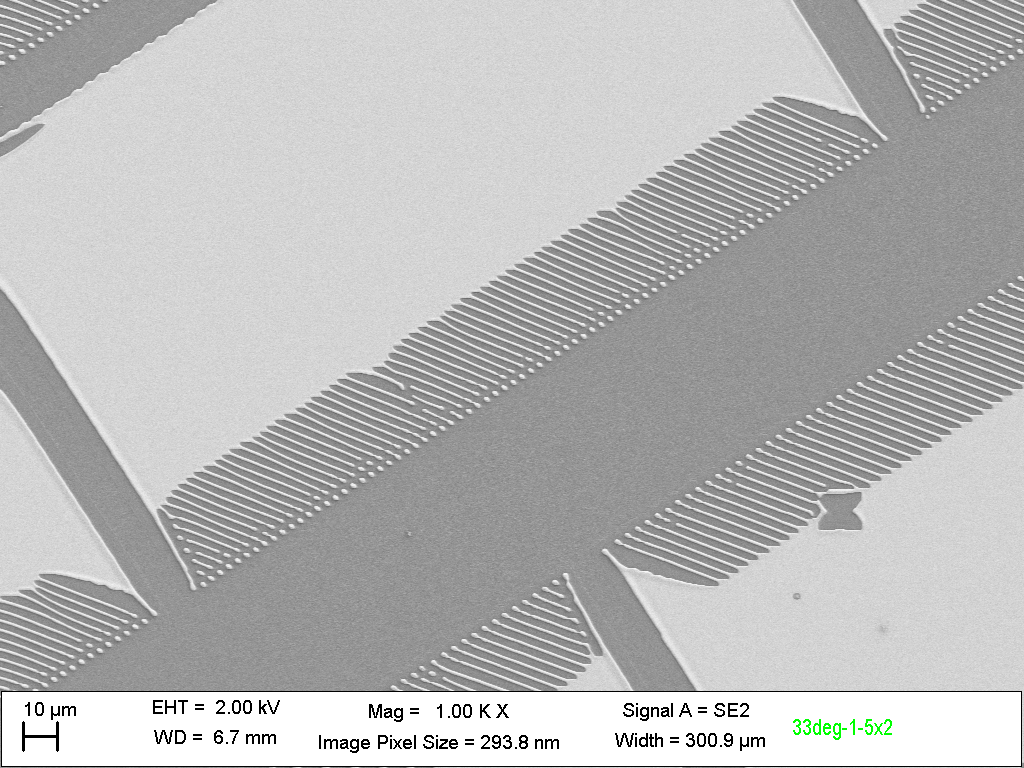 10 µm
EHT = 2.00 kV
WD = 6.7 mm
Mag = 1.00 K X
Image Pixel Size = 293.8 nm
Signal A = SE2
Width = 300.9 µm
33deg-1-5x2